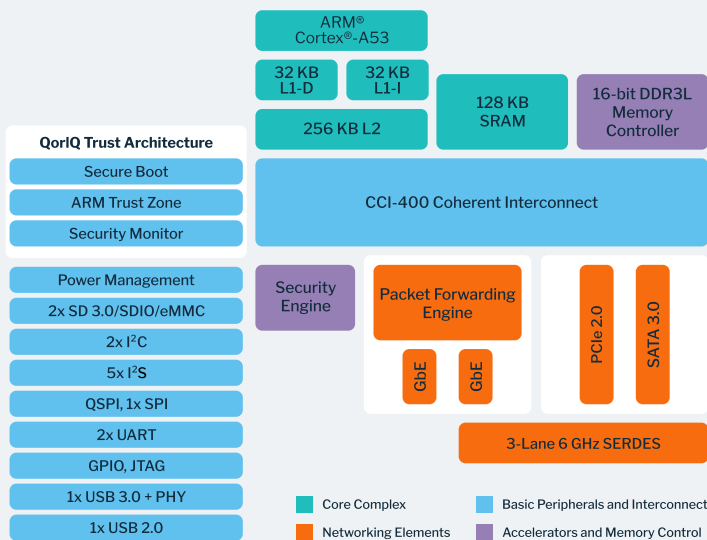 ARM®
Cortex®-A53
32 KB
L1-D
32 KB
L1-I
256 KB L2
128 KB
SRAM
16-bit DDR3L
Memory
Controller
QorIQ Trust Architecture
Secure Boot
ARM Trust Zone
Security Monitor
CCI-400 Coherent Interconnect
Power Management
2x SD 3.0/SDIO/eMMC
2x I²C
5x I²S
QSPI, 1x SPI
2x UART
GPIO, JTAG
1x USB 3.0 + PHY
1x USB 2.0
Security
Engine
Packet Forwarding
Engine
GbE
GbE
PCIe 2.0
SATA 3.0
3-Lane 6 GHz SERDES
Core Complex
Basic Peripherals and Interconnect
Networking Elements
Accelerators and Memory Control